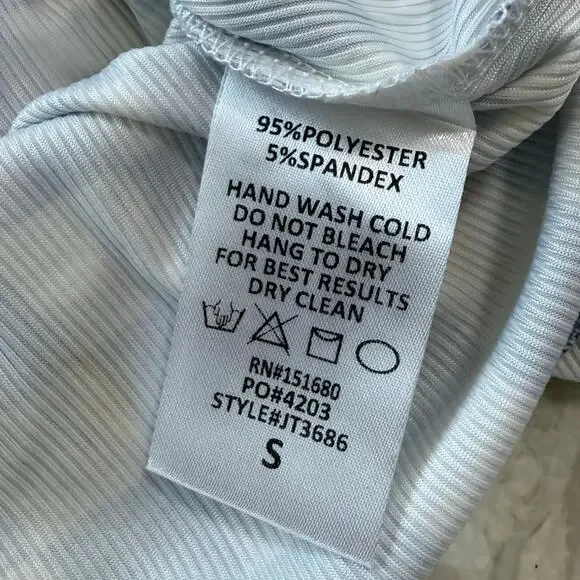 95%POLYESTER
5%SPANDEX
HAND WASH COLD
DO NOT BLEACH
HANG TO DRY
FOR BEST RESULTS
DRY CLEAN
RN#151680
PO#4203
STYLE#JT3686
S